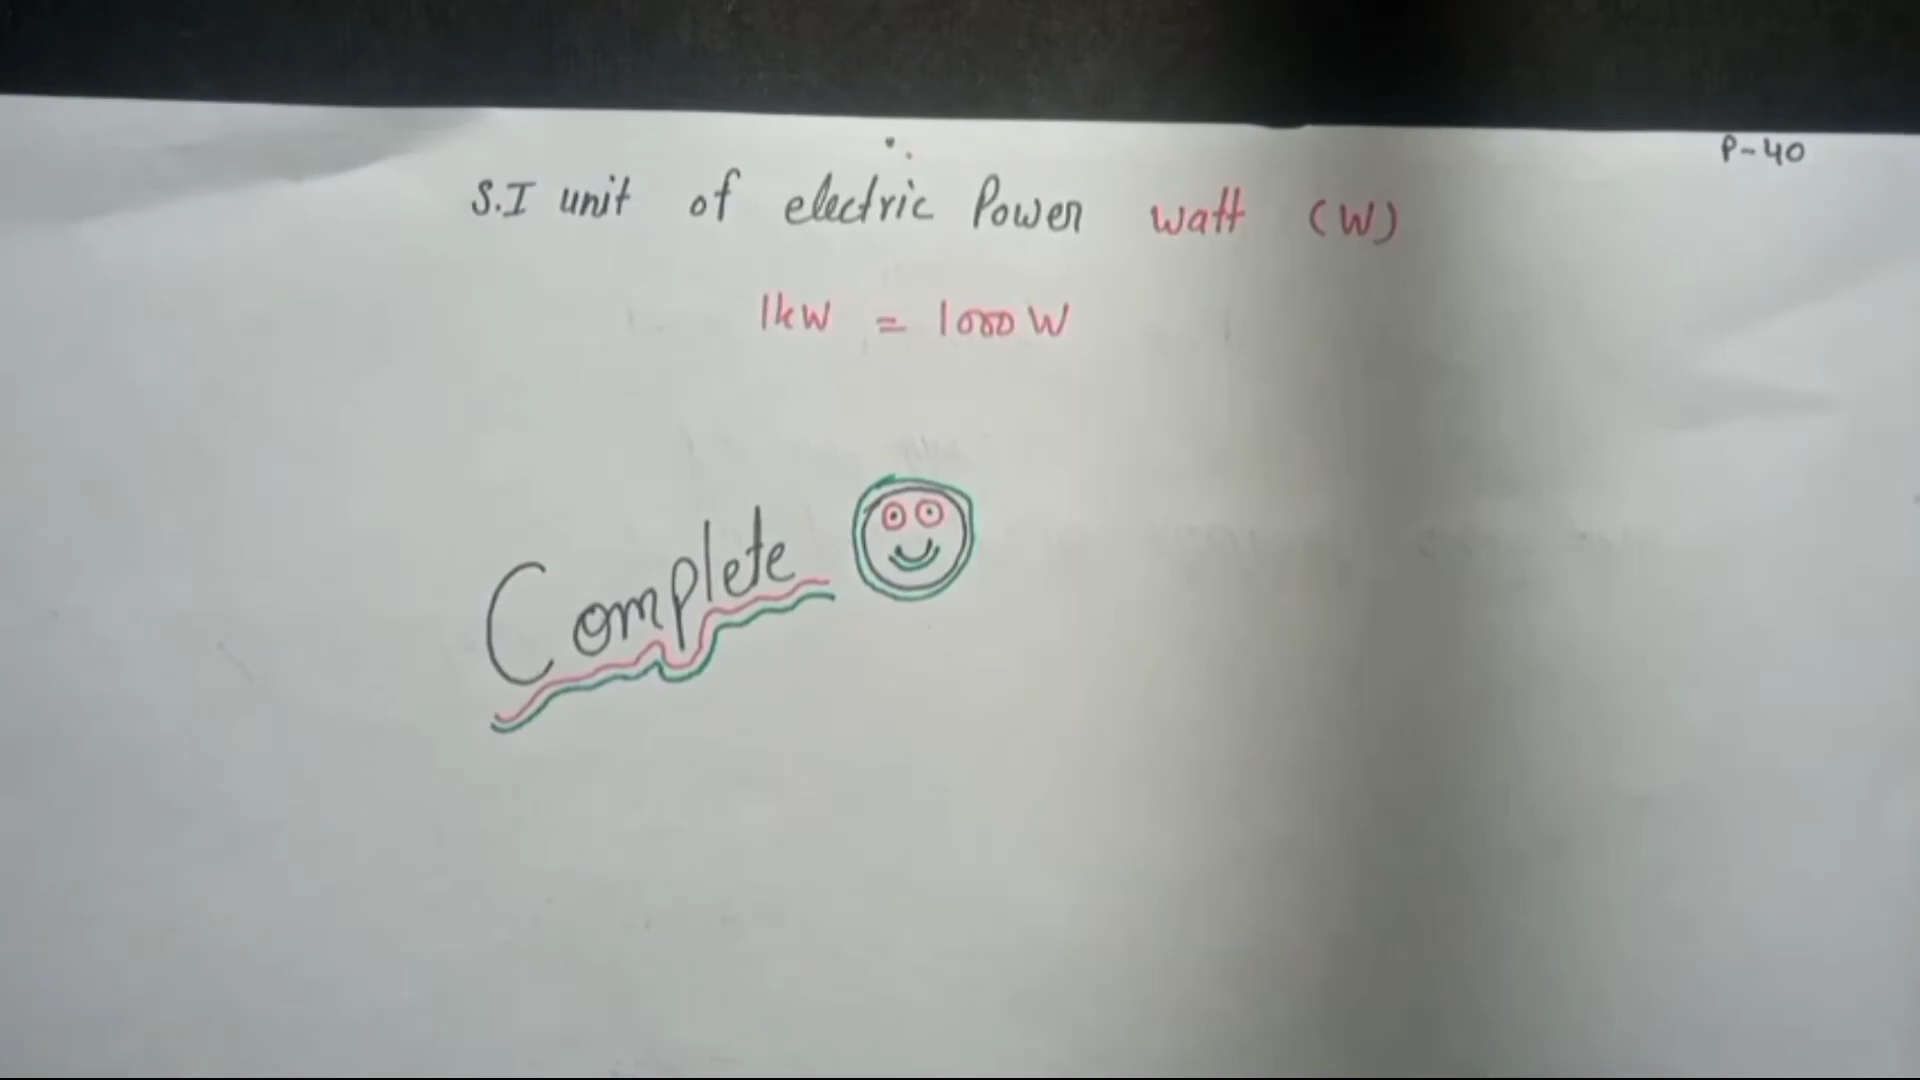 P-40
S.I unit of electric Power watt (W)
1kW = 1000 W
Complete